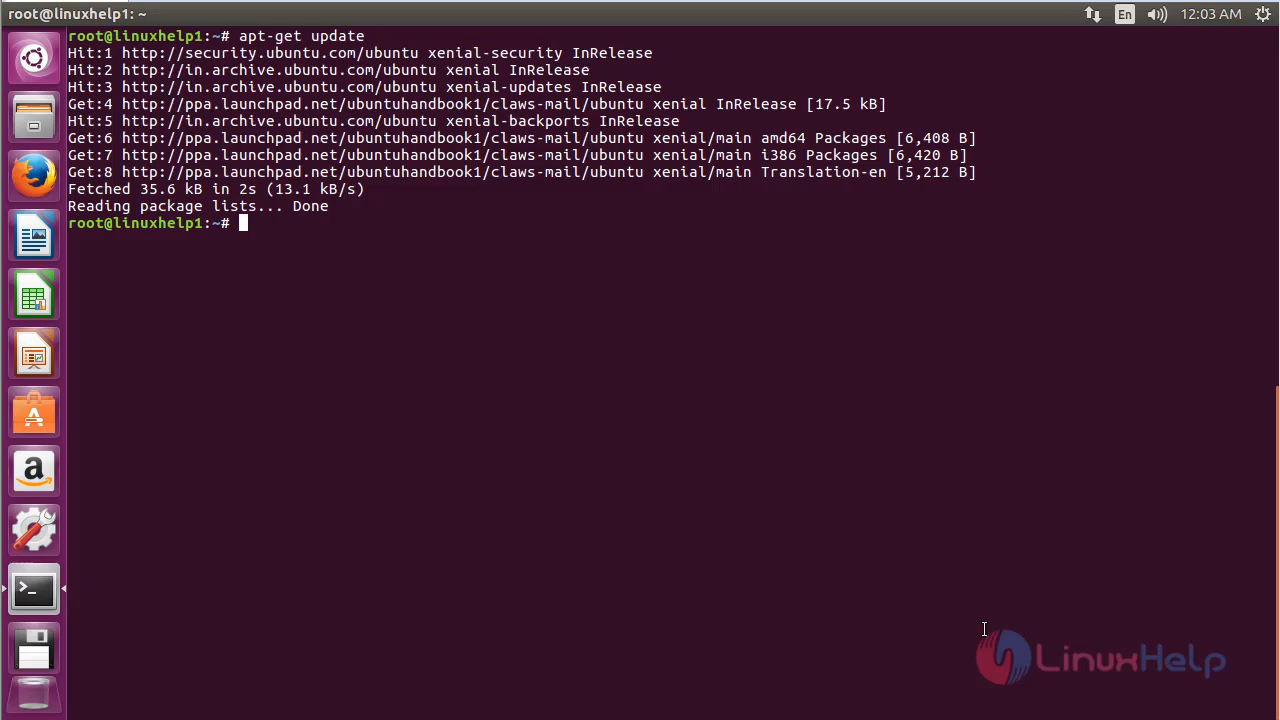 root@linuxhelp1: ~
En
12:03 AM
root@linuxhelp1:~# apt-get update
Hit:1 http://security.ubuntu.com/ubuntu xenial-security InRelease
Hit:2 http://in.archive.ubuntu.com/ubuntu xenial InRelease
Hit:3 http://in.archive.ubuntu.com/ubuntu xenial-updates InRelease
Get:4 http://ppa.launchpad.net/ubuntuhandbook1/claws-mail/ubuntu xenial InRelease [17.5 kB]
Hit:5 http://in.archive.ubuntu.com/ubuntu xenial-backports InRelease
Get:6 http://ppa.launchpad.net/ubuntuhandbook1/claws-mail/ubuntu xenial/main amd64 Packages [6,408 B]
Get:7 http://ppa.launchpad.net/ubuntuhandbook1/claws-mail/ubuntu xenial/main i386 Packages [6,420 B]
Get:8 http://ppa.launchpad.net/ubuntuhandbook1/claws-mail/ubuntu xenial/main Translation-en [5,212 B]
Fetched 35.6 kB in 2s (13.1 kB/s)
Reading package lists... Done
root@linuxhelp1:~#
LinuxHelp